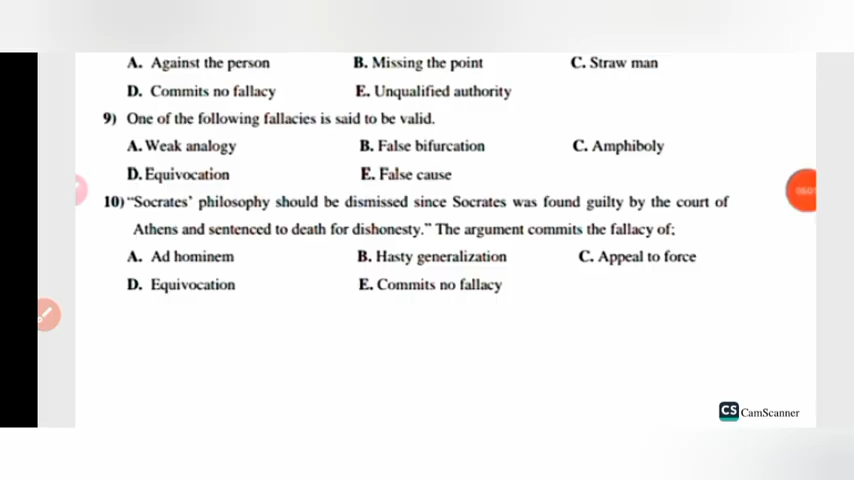 A. Against the person B. Missing the point C. Straw man
D. Commits no fallacy E. Unqualified authority
9) One of the following fallacies is said to be valid.
A. Weak analogy B. False bifurcation C. Amphiboly
D. Equivocation E. False cause
10) "Socrates' philosophy should be dismissed since Socrates was found guilty by the court of
Athens and sentenced to death for dishonesty." The argument commits the fallacy of;
A. Ad hominem B. Hasty generalization C. Appeal to force
D. Equivocation E. Commits no fallacy
CS CamScanner